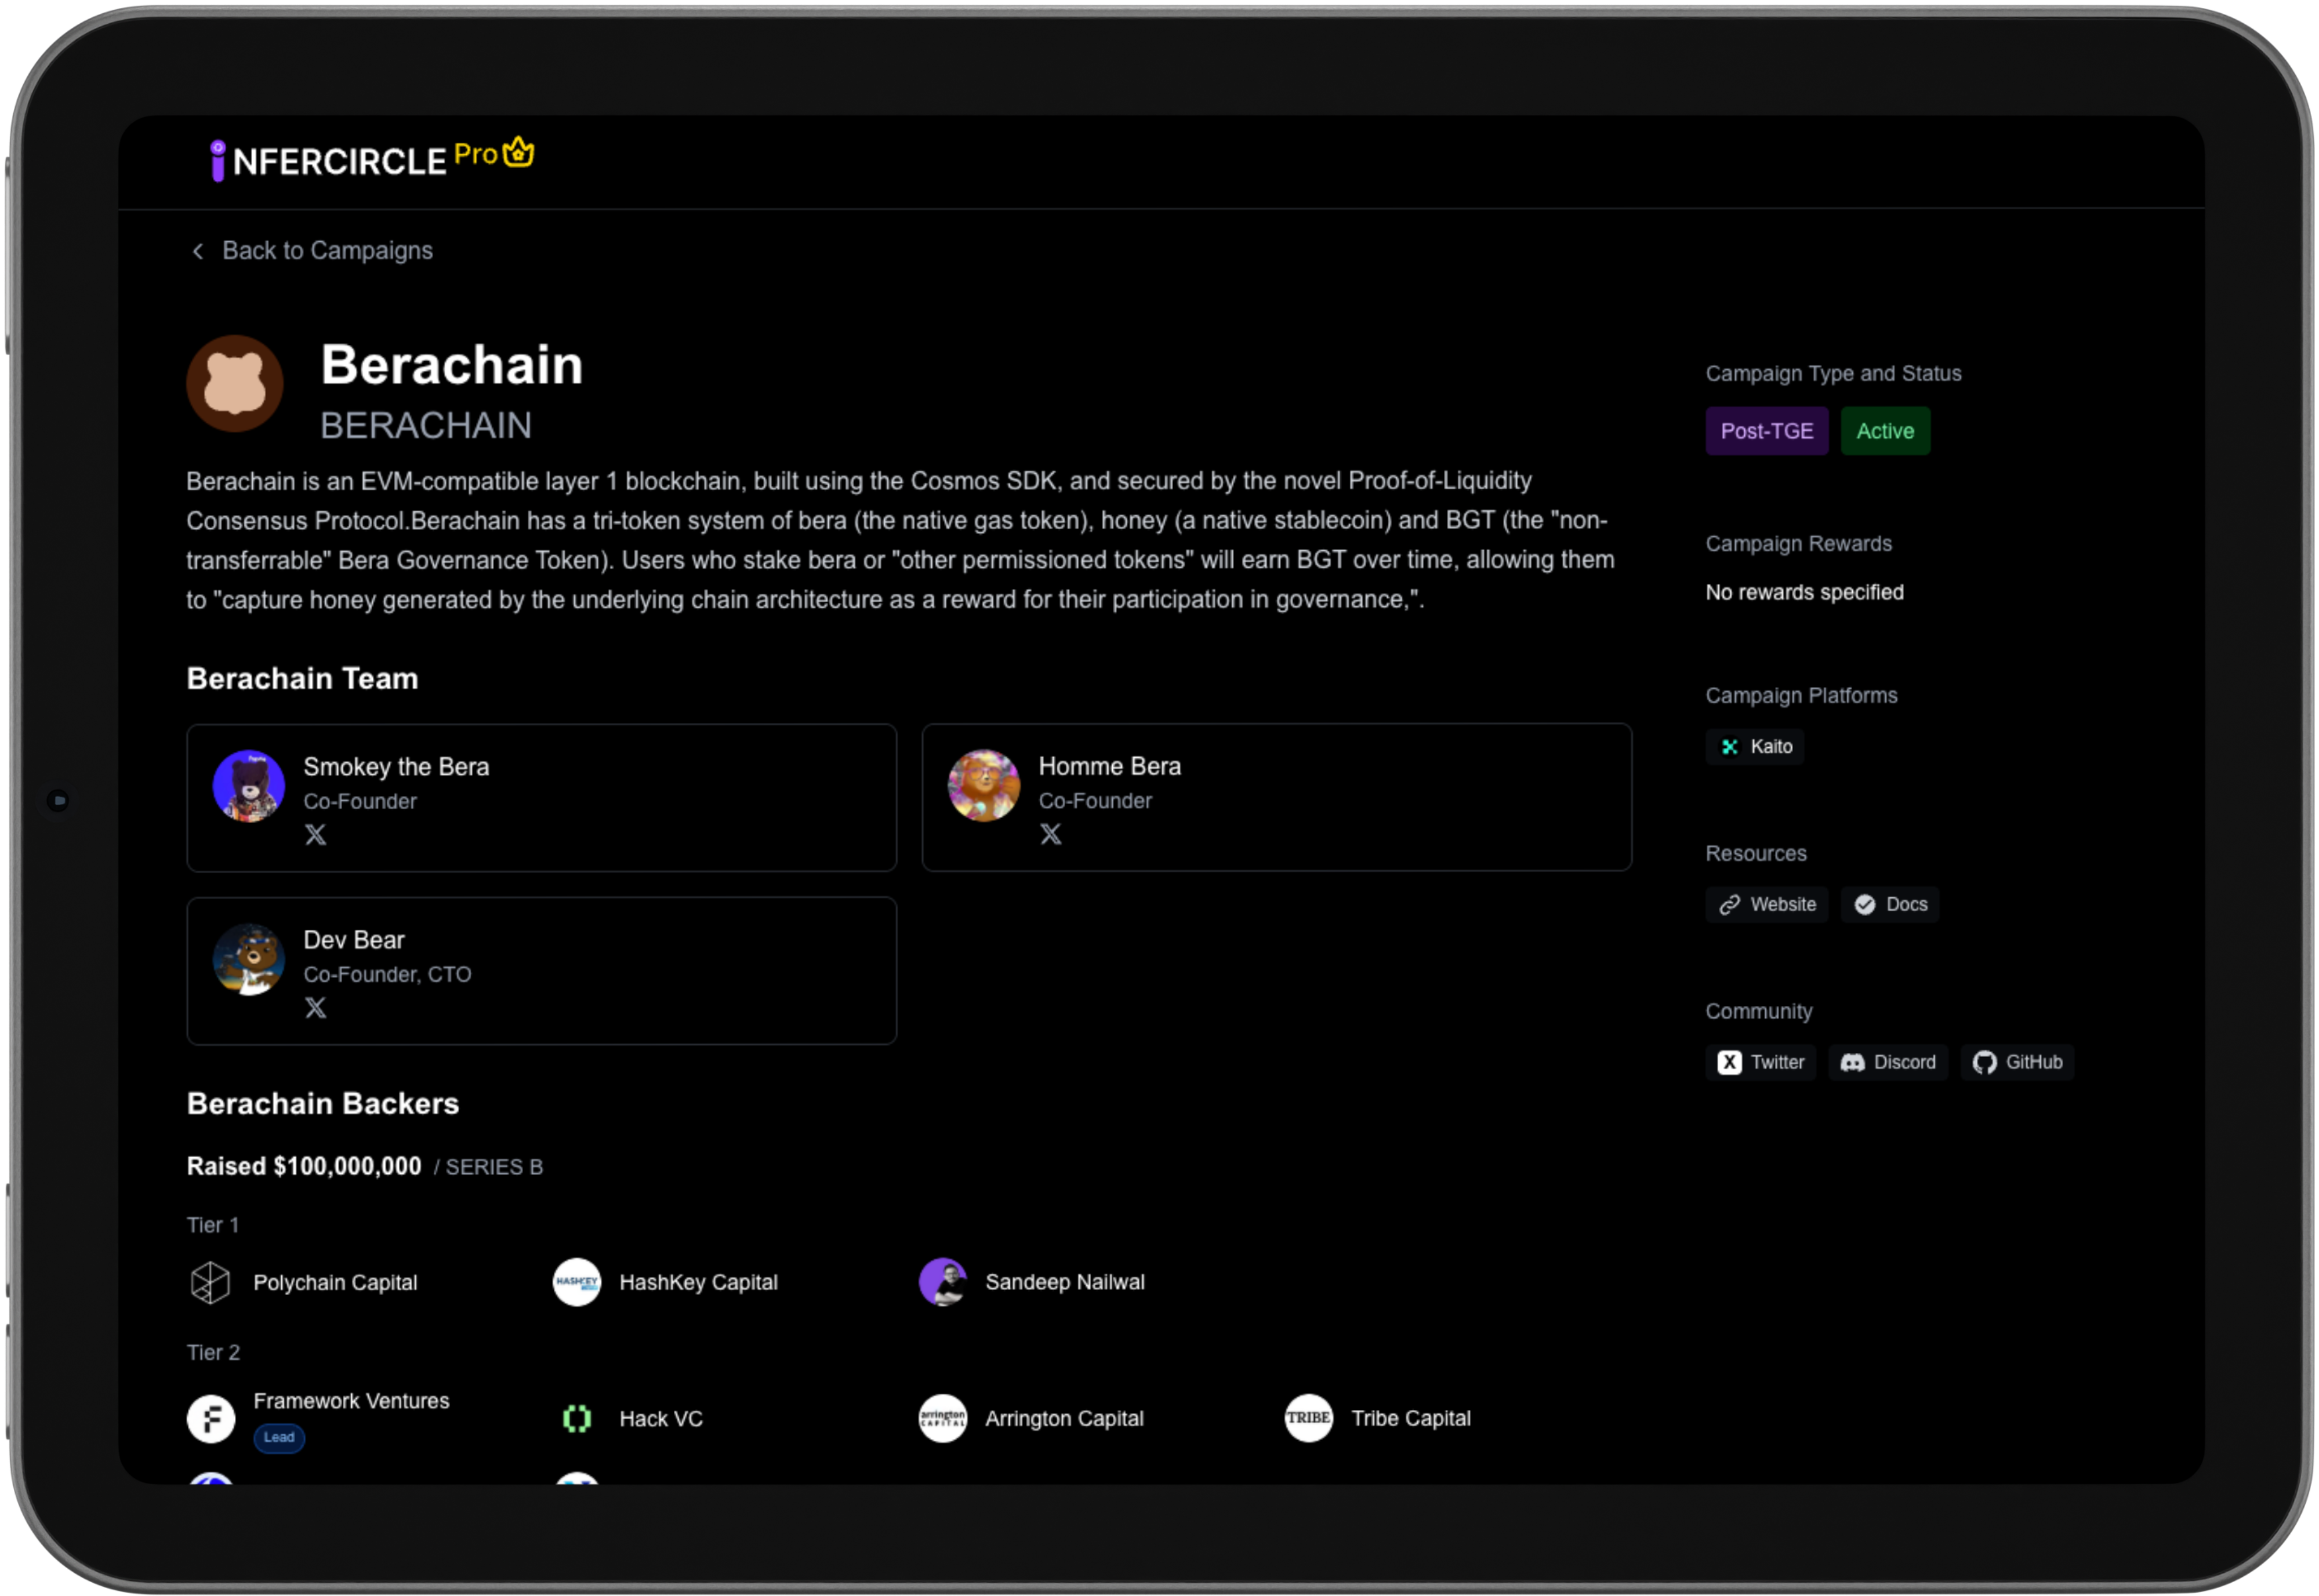 iNFERCIRCLE Pro
Back to Campaigns
Berachain
BERACHAIN
Berachain is an EVM-compatible layer 1 blockchain, built using the Cosmos SDK, and secured by the novel Proof-of-Liquidity
Consensus Protocol.Berachain has a tri-token system of bera (the native gas token), honey (a native stablecoin) and BGT (the "non-
transferrable" Bera Governance Token). Users who stake bera or "other permissioned tokens" will earn BGT over time, allowing them
to "capture honey generated by the underlying chain architecture as a reward for their participation in governance,".
Berachain Team
Smokey the Bera
Co-Founder
Homme Bera
Co-Founder
Dev Bear
Co-Founder, CTO
Berachain Backers
Raised $100,000,000 / SERIES B
Tier 1
Polychain Capital
HASHKEY
HashKey Capital
Sandeep Nailwal
Tier 2
Framework Ventures
Lead
Hack VC
arrington
CAPITAL
Arrington Capital
TRIBE
Tribe Capital
Campaign Type and Status
Post-TGE
Active
Campaign Rewards
No rewards specified
Campaign Platforms
Kaito
Resources
Website
Docs
Community
Twitter
Discord
GitHub